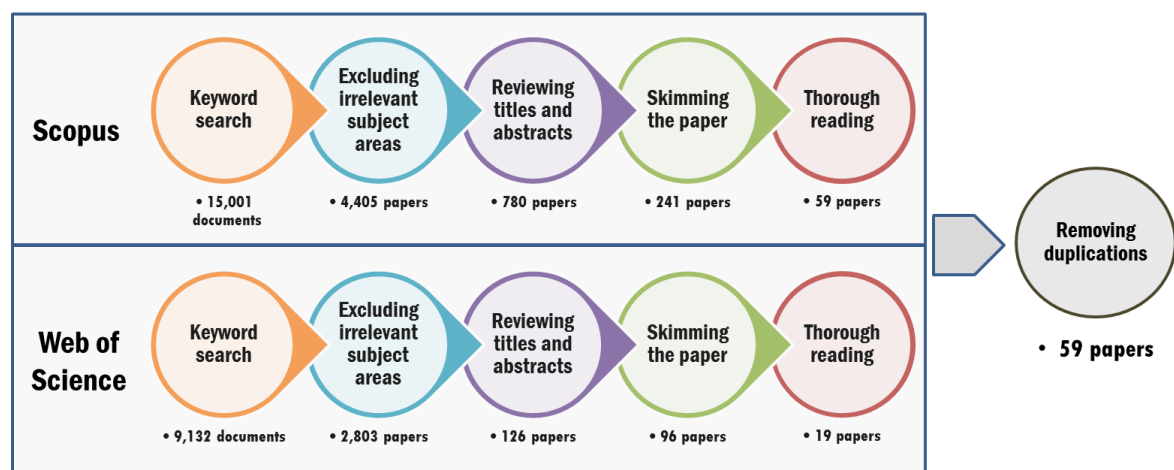 Scopus
Keyword
search
• 15,001
documents
Excluding
irrelevant
subject
areas
• 4,405 papers
Reviewing
titles and
abstracts
• 780 papers
Skimming
the paper
• 241 papers
Thorough
reading
• 59 papers
Web of
Science
Keyword
search
• 9,132 documents
Excluding
irrelevant
subject
areas
• 2,803 papers
Reviewing
titles and
abstracts
• 126 papers
Skimming
the paper
• 96 papers
Thorough
reading
• 19 papers
Removing
duplications
• 59 papers